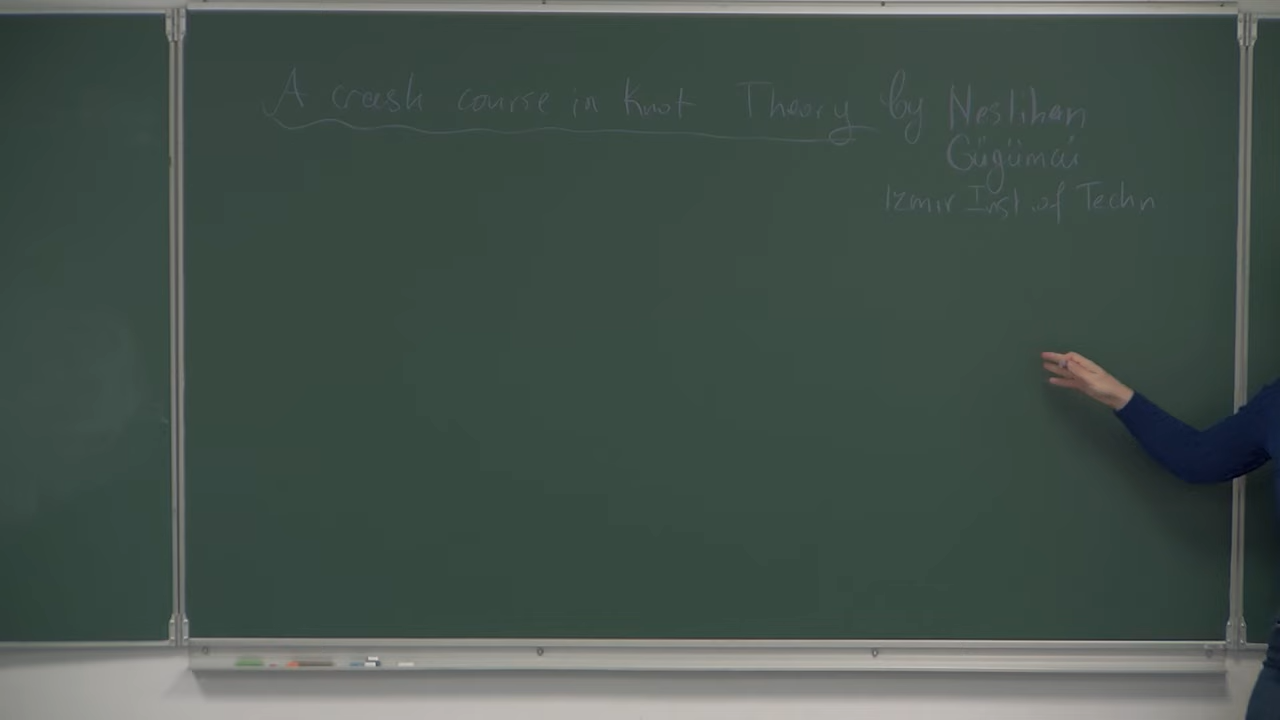 A crash course in Knot Theory by Neslihan
Gügümcü
Izmir Inst. of Techn